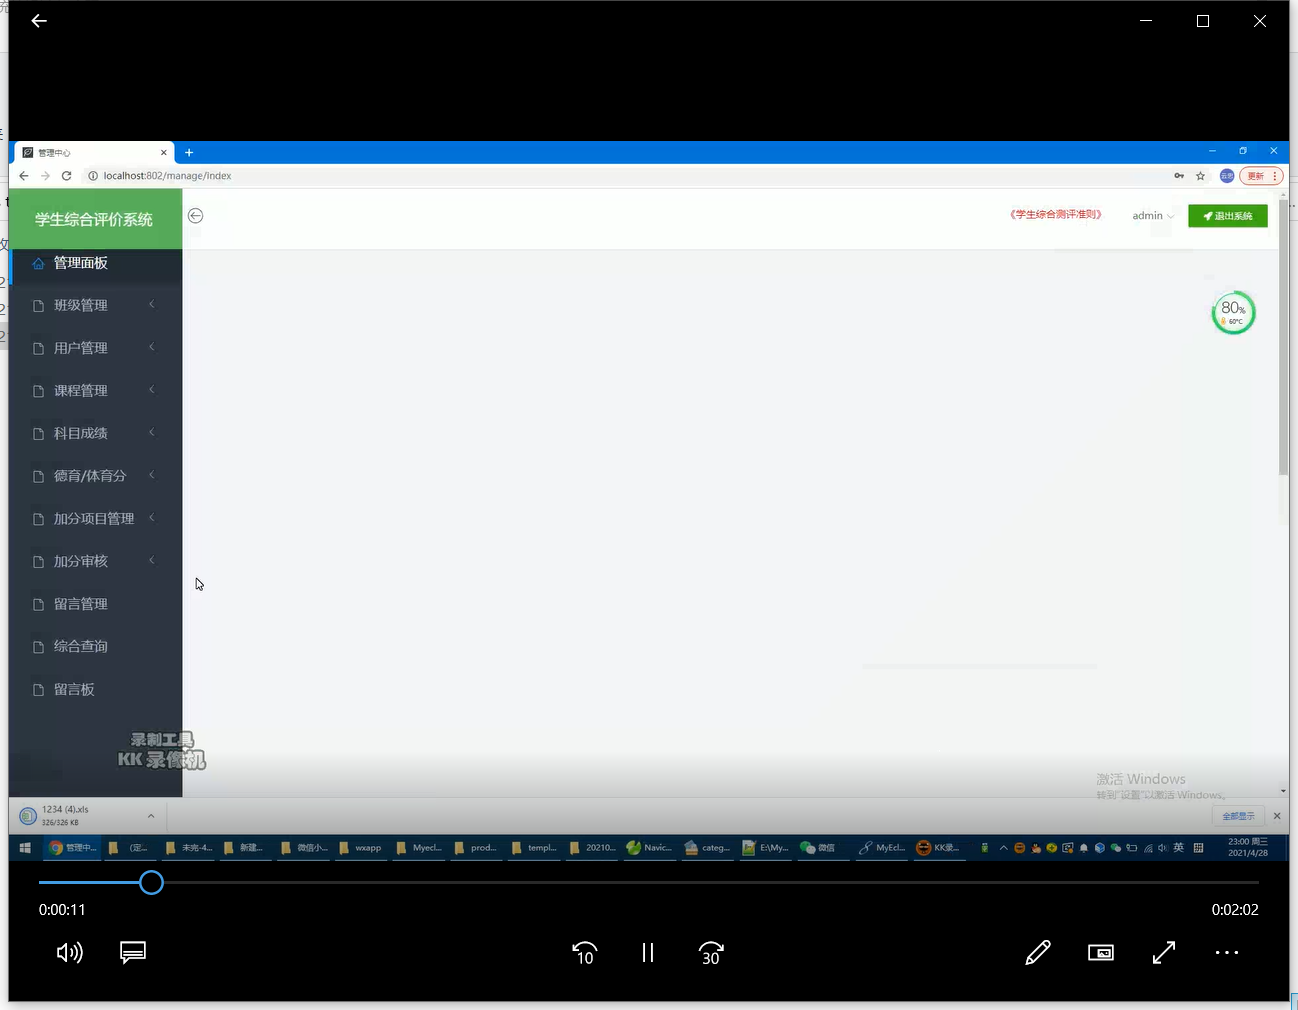 管理中心
localhost:802/manage/Index
更新
学生综合评价系统
《学生综合测评准则》
admin
退出系统
管理面板
班级管理
用户管理
课程管理
科目成绩
德育/体育分
加分项目管理
加分审核
留言管理
综合查询
留言板
80%
60°C
录制工具
KK 录像机
激活 Windows
转到"设置"以激活 Windows。
1234 (4).xls
326/326 KB
全部显示
管理中...
(定...
未完-4...
新建...
微信小...
wxapp
Myecl...
prod...
templ...
20210...
Navic...
categ...
E:\My...
微信
MyEcl...
KK录...
英
23:00 周三
2021/4/28
0:00:11
0:02:02
10
30